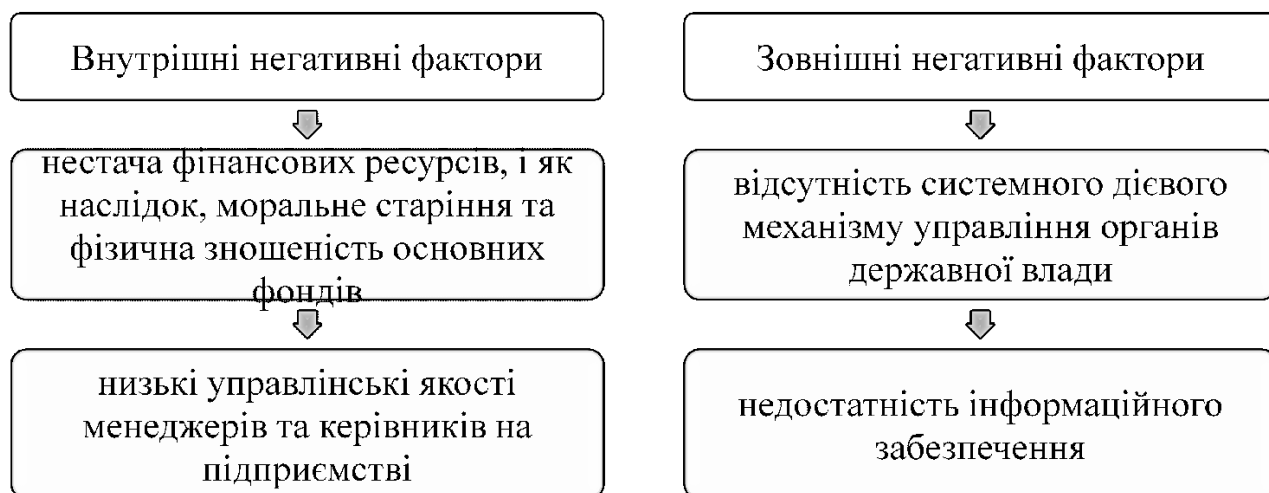 Внутрішні негативні фактори
нестача фінансових ресурсів, і як
наслідок, моральне старіння та
фізична зношеність основних
фондів
низькі управлінські якості
менеджерів та керівників на
підприємстві
Зовнішні негативні фактори
відсутність системного дієвого
механізму управління органів
державної влади
недостатність інформаційного
забезпечення